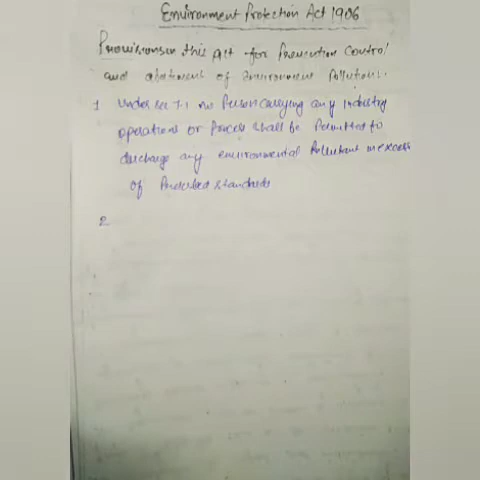 Environment Protection Act 1906
Provisions in this Act for Prevention Control
and abatement of Environment Pollution.
1 Under sec 7.1 no Person carrying any industry
operations or Process shall be Permitted to
discharge any environmental Pollutant in excess
of Prescribed standards
2